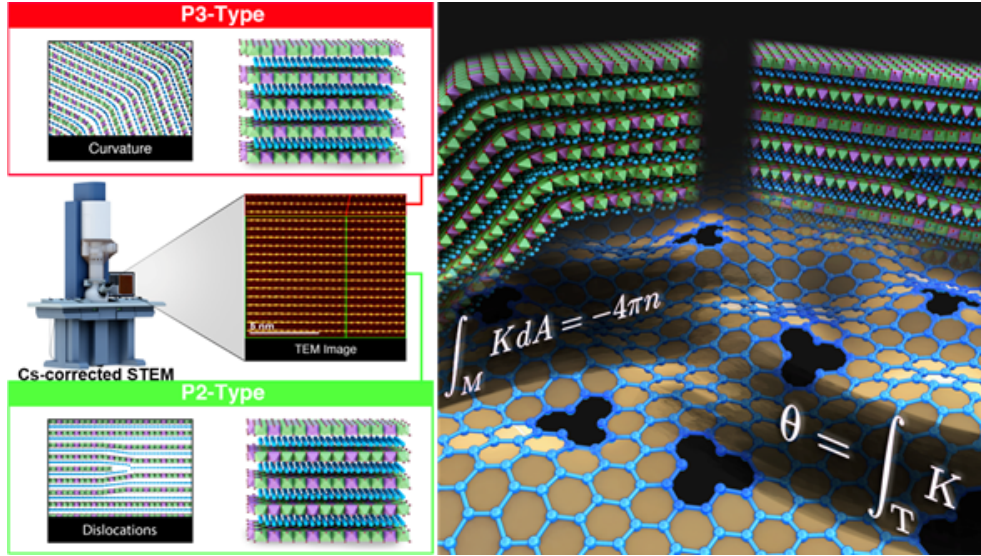 P3-Type
Curvature
5 nm
TEM Image
Cs-corrected STEM
P2-Type
Dislocations
∫_M KdA = −4πn
θ = ∫_T K